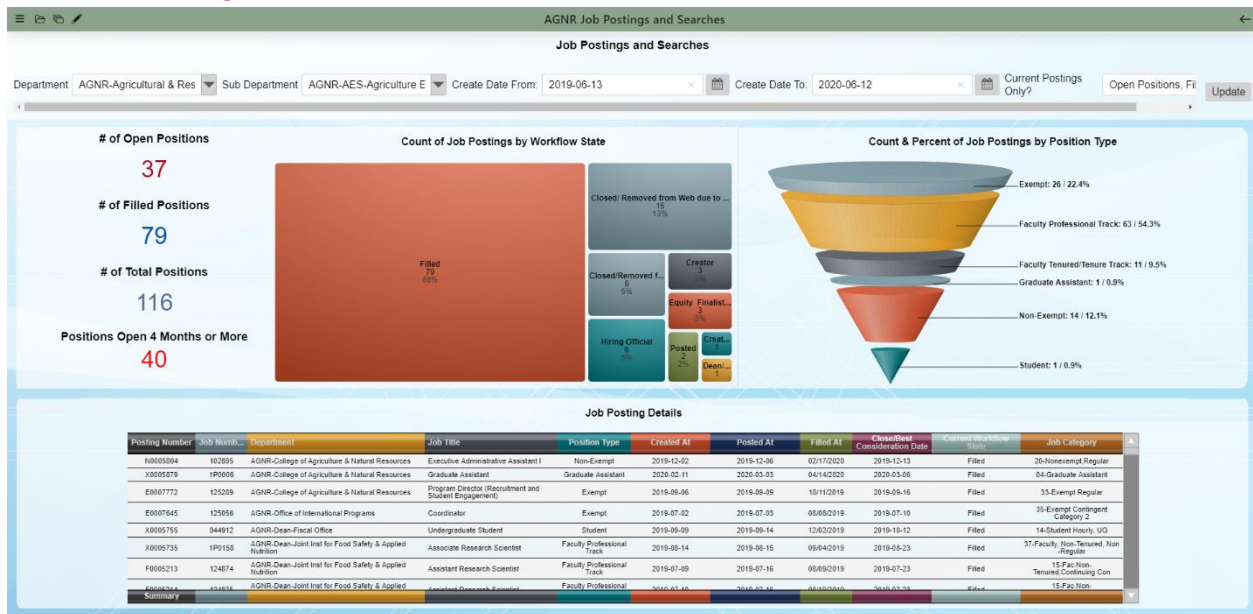 AGNR Job Postings and Searches
Job Postings and Searches
Department AGNR-Agricultural & Res Sub Department AGNR-AES-Agriculture E Create Date From: 2019-06-13 Create Date To: 2020-06-12 Current Postings Only? Open Positions, Fil Update
# of Open Positions
37
# of Filled Positions
79
# of Total Positions
116
Positions Open 4 Months or More
40
Count of Job Postings by Workflow State
Filled
79
68%
Closed/ Removed from Web due to ...
15
13%
Closed/Removed f...
6
5%
Creator
3
3%
Equity Finalist...
3
3%
Hiring Official
6
5%
Posted
2
2%
Creat...
1
Dean/...
1
Count & Percent of Job Postings by Position Type
Exempt: 26 / 22.4%
Faculty Professional Track: 63 / 54.3%
Faculty Tenured/Tenure Track: 11 / 9.5%
Graduate Assistant: 1 / 0.9%
Non-Exempt: 14 / 12.1%
Student: 1 / 0.9%
Job Posting Details
Posting Number Job Numb... Department Job Title Position Type Created At Posted At Filled At Close/Best Consideration Date Current Workflow State Job Category
N0005804 102895 AGNR-College of Agriculture & Natural Resources Executive Administrative Assistant I Non-Exempt 2019-12-02 2019-12-06 02/17/2020 2019-12-13 Filled 20-Nonexempt Regular
X0005879 1P0006 AGNR-College of Agriculture & Natural Resources Graduate Assistant Graduate Assistant 2020-02-11 2020-03-03 04/14/2020 2020-03-06 Filled 04-Graduate Assistant
E0007772 125289 AGNR-College of Agriculture & Natural Resources Program Director (Recruitment and Student Engagement) Exempt 2019-09-06 2019-09-09 10/11/2019 2019-09-16 Filled 33-Exempt Regular
E0007645 125056 AGNR-Office of International Programs Coordinator Exempt 2019-07-02 2019-07-03 08/08/2019 2019-07-10 Filled 35-Exempt Contingent Category 2
X0005755 944912 AGNR-Dean-Fiscal Office Undergraduate Student Student 2019-09-09 2019-09-14 12/02/2019 2019-10-12 Filled 14-Student Hourly, UG
X0005735 1P0158 AGNR-Dean-Joint Inst for Food Safety & Applied Nutrition Associate Research Scientist Faculty Professional Track 2019-08-14 2019-08-15 09/04/2019 2019-08-23 Filled 37-Faculty, Non-Tenured, Non-Regular
F0005213 124874 AGNR-Dean-Joint Inst for Food Safety & Applied Nutrition Assistant Research Scientist Faculty Professional Track 2019-07-09 2019-07-16 08/09/2019 2019-07-23 Filled 15-Fac.Non-Tenured,Continuing Con
AGNR-Dean-Joint Inst for Food Safety & Applied Faculty Professional 15-Fac.Non-
Summary